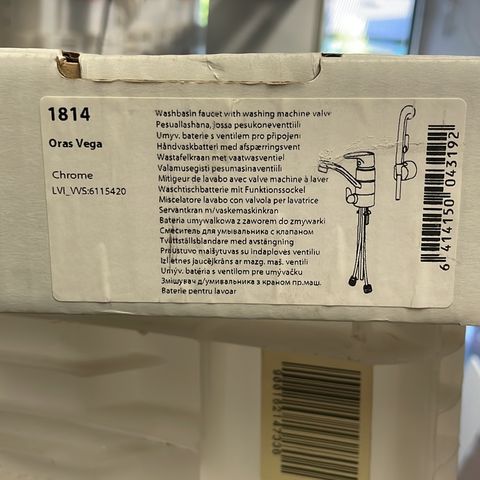 1814
Oras Vega
Chrome
LVI_VVS:6115420
Washbasin faucet with washing machine valve
Pesuallashana, jossa pesukoneventtiili
Umyv. baterie s ventilem pro připojení
Håndvaskbatteri med afspærringsvent
Wastafelkraan met vaatwasventiel
Valamusegisti pesumasinaventiili
Mitigeur de lavabo avec valve machine à laver
Waschtischbatterie mit Funktionssockel
Miscelatore lavabo con valvola per lavatrice
Servantkran m/vaskemaskinkran
Bateria umywalkowa z zaworem do zmywarki
Смеситель для умывальника с клапаном
Tvättställsblandare med avstängning
Praustuvo maišytuvas su indaplovės ventiliu
Izlietnes jaucējkrāns ar mazg. maš. ventili
Umýv. batéria s ventilom pre umývačku
Змішувач д/умивальника з краном пр.маш.
Baterie pentru lavoar
6 414150 043192